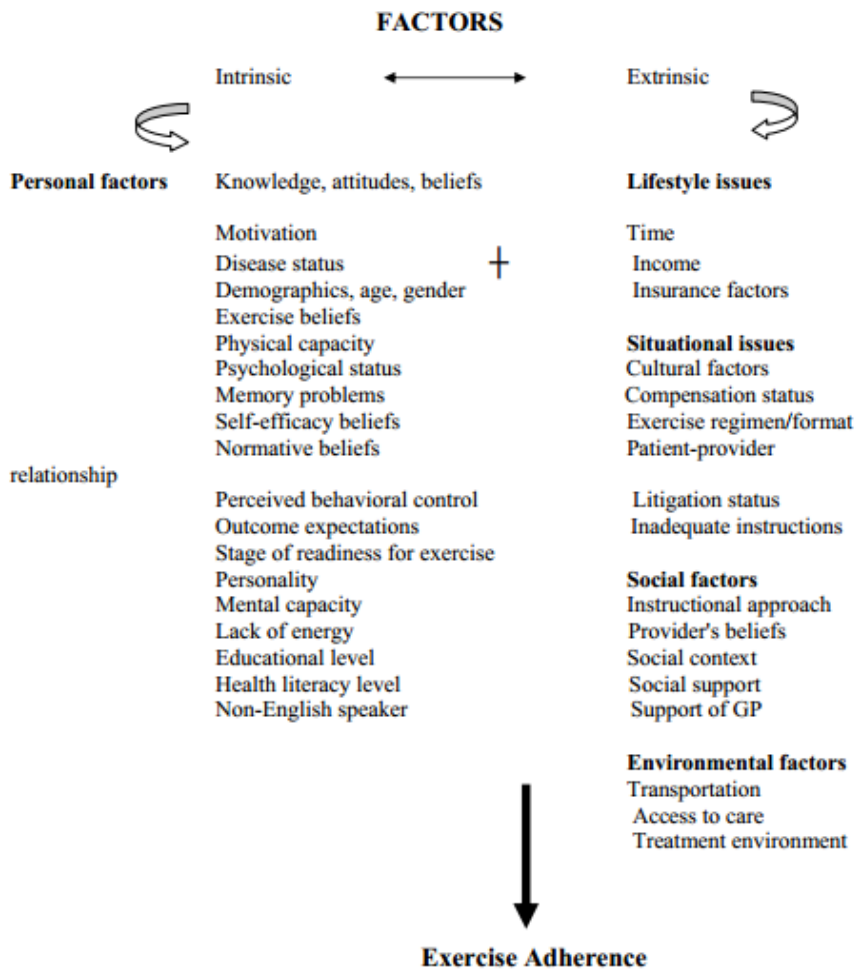 FACTORS
Intrinsic Extrinsic
Personal factors Knowledge, attitudes, beliefs Lifestyle issues
Motivation Time
Disease status Income
Demographics, age, gender Insurance factors
Exercise beliefs
Physical capacity Situational issues
Psychological status Cultural factors
Memory problems Compensation status
Self-efficacy beliefs Exercise regimen/format
Normative beliefs Patient-provider
relationship
Perceived behavioral control Litigation status
Outcome expectations Inadequate instructions
Stage of readiness for exercise
Personality Social factors
Mental capacity Instructional approach
Lack of energy Provider's beliefs
Educational level Social context
Health literacy level Social support
Non-English speaker Support of GP
Environmental factors
Transportation
Access to care
Treatment environment
Exercise Adherence